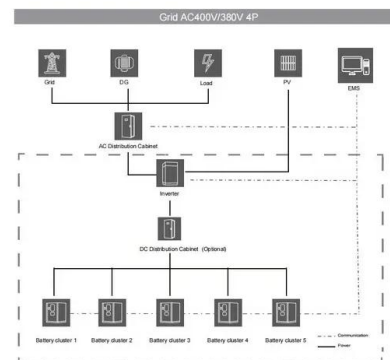 Grid AC400V/380V 4P
Grid
DG
Load
PV
EMS
AC Distribution Cabinet
Inverter
DC Distribution Cabinet (Optional)
Battery cluster 1
Battery cluster 2
Battery cluster 3
Battery cluster 4
Battery cluster 5
Communication
Power